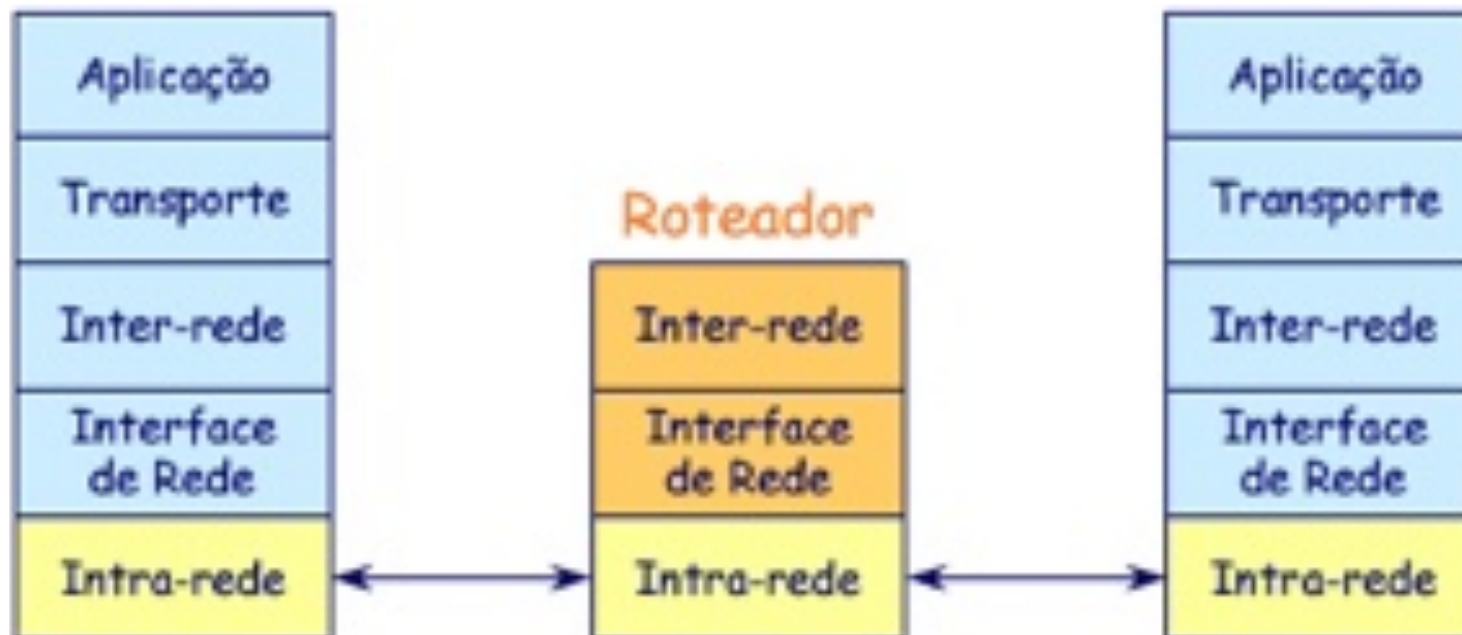 Aplicação
Transporte
Inter-rede
Interface
de Rede
Intra-rede
Roteador
Inter-rede
Interface
de Rede
Intra-rede
Aplicação
Transporte
Inter-rede
Interface
de Rede
Intra-rede